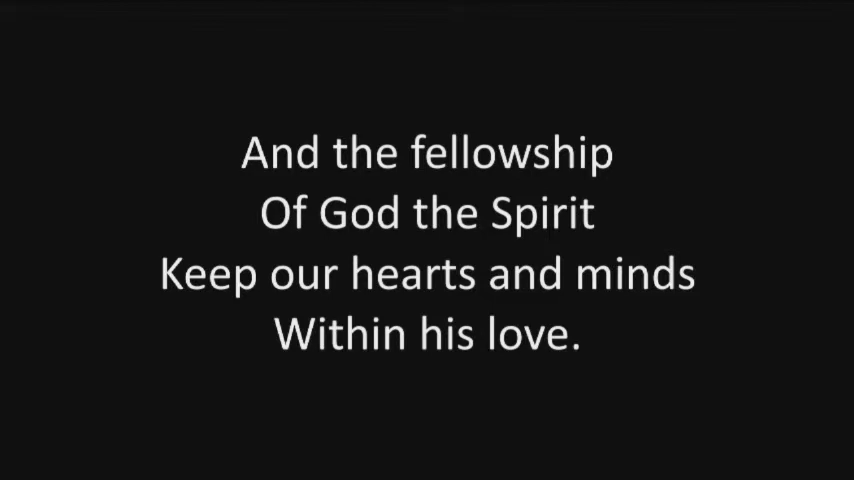 And the fellowship
Of God the Spirit
Keep our hearts and minds
Within his love.